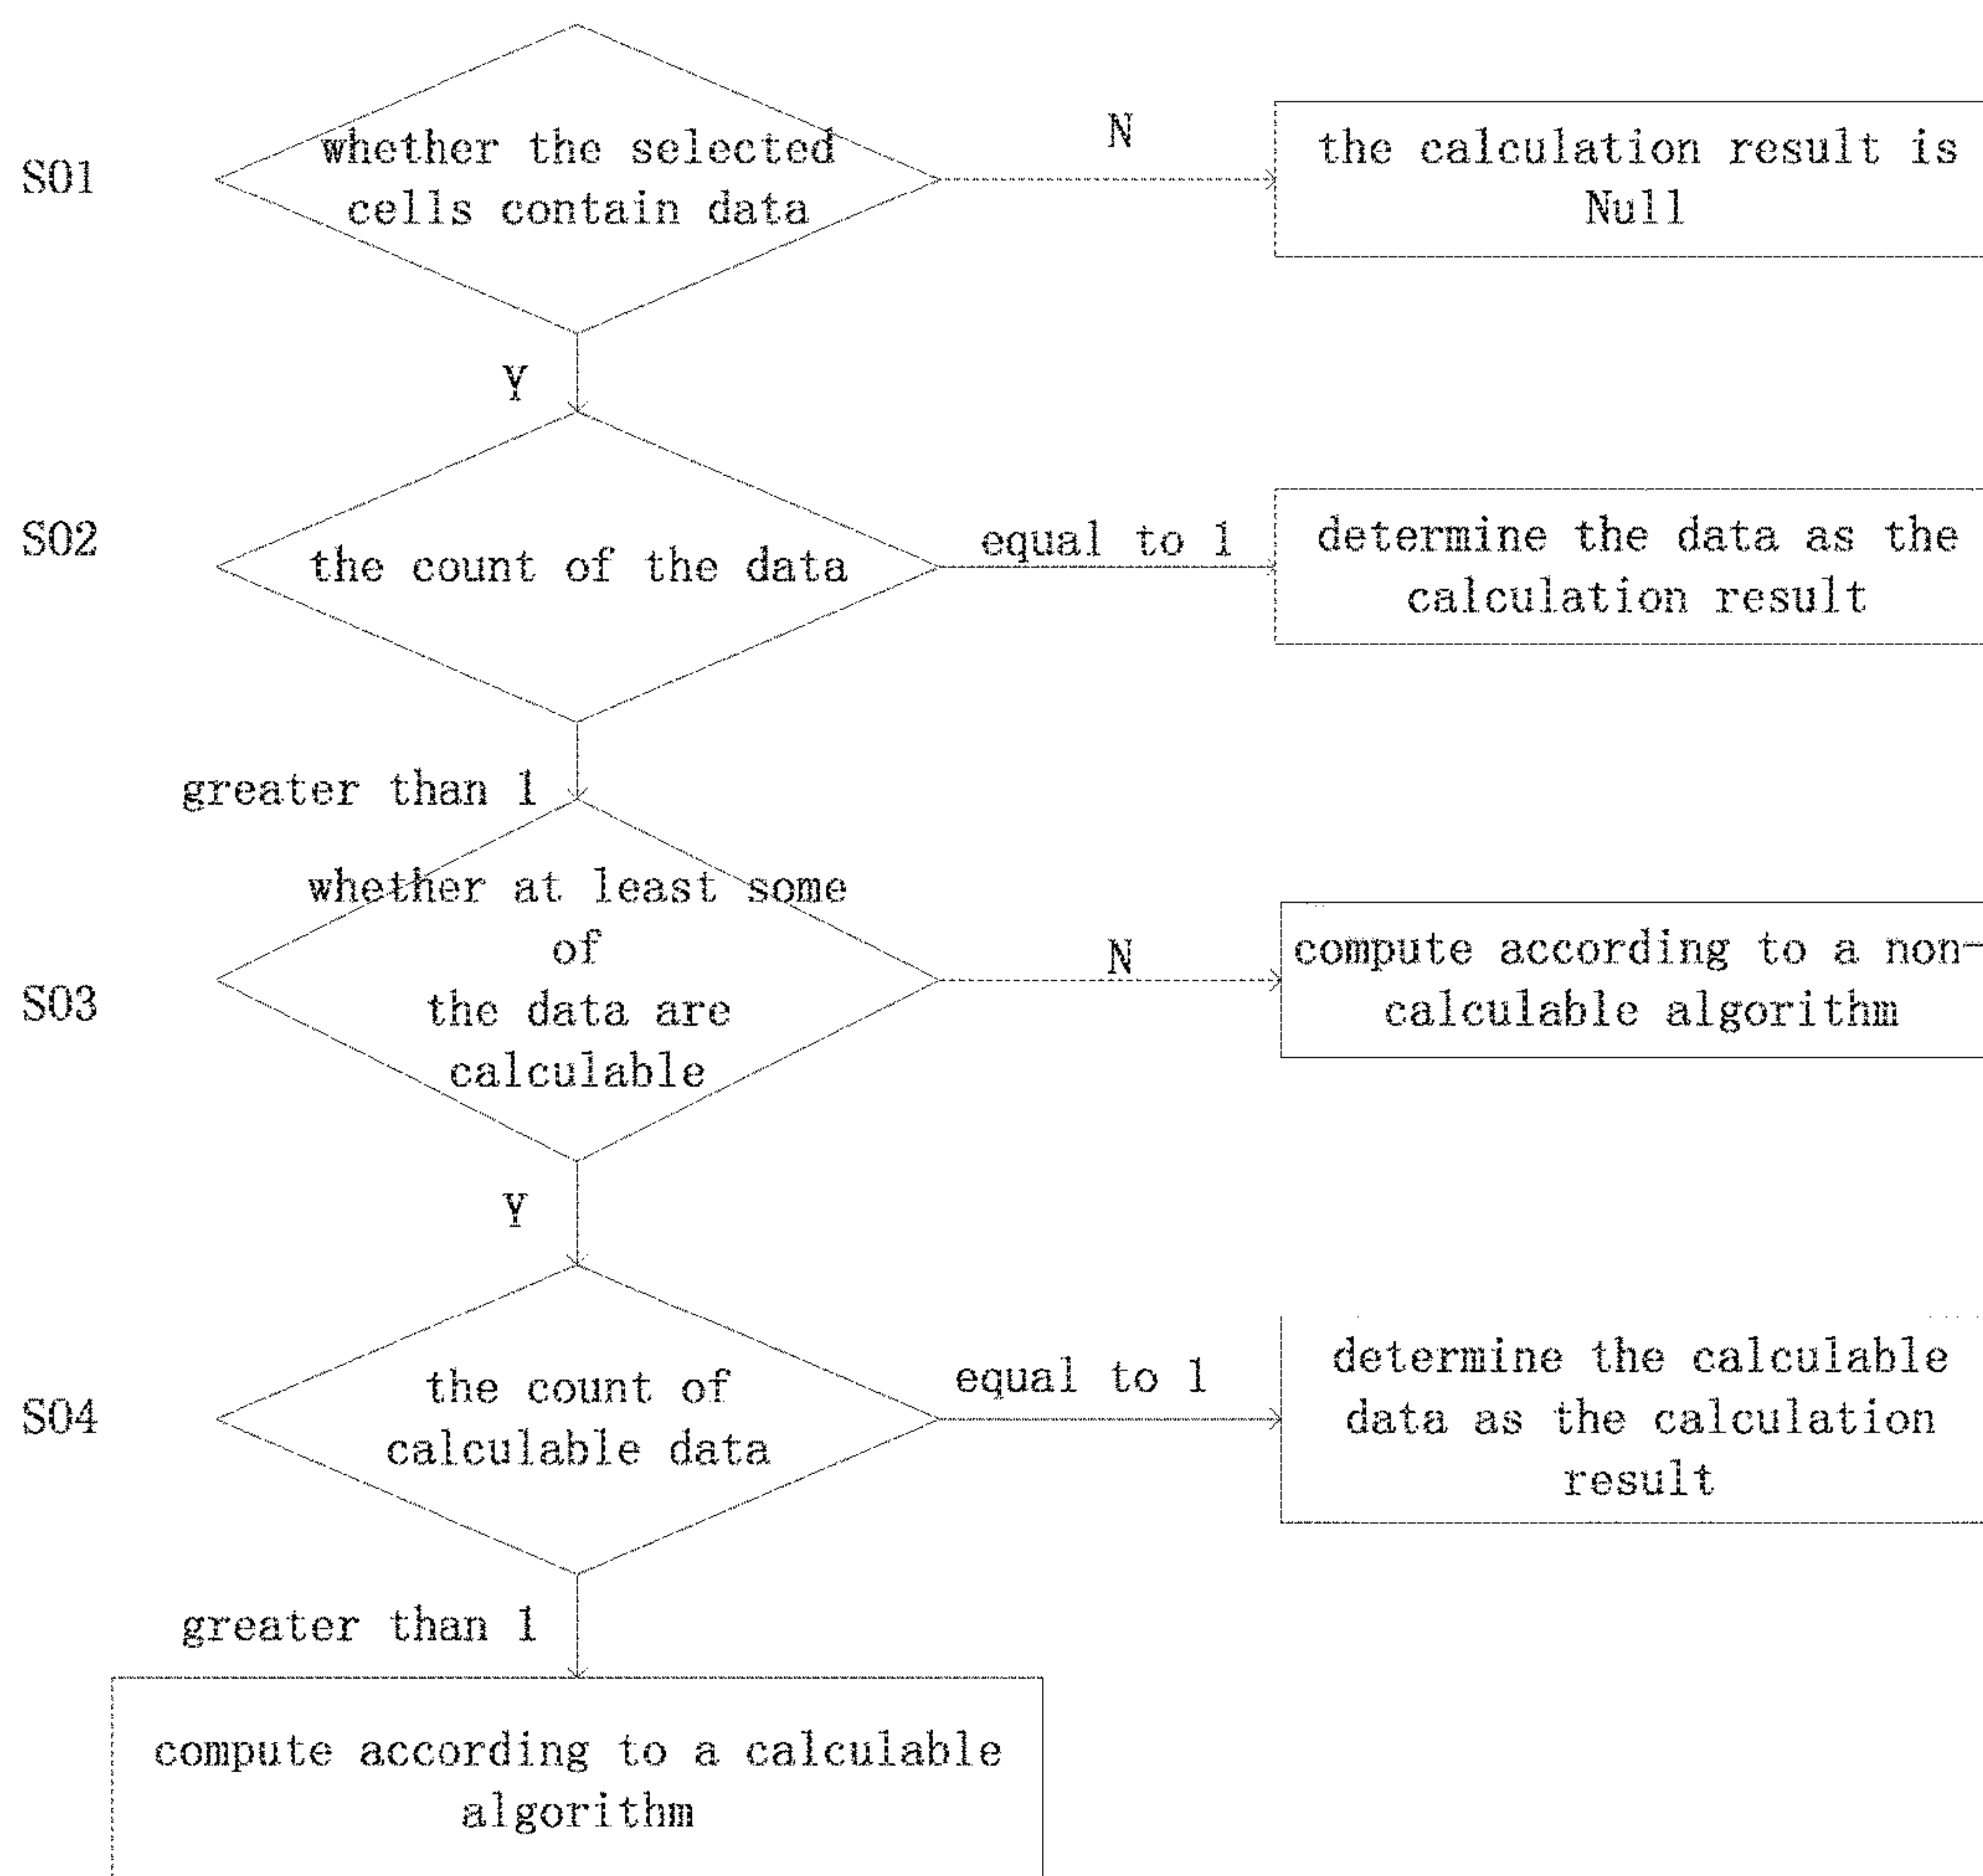 S01
whether the selected
cells contain data
N
the calculation result is
Null
Y
S02
the count of the data
equal to 1
determine the data as the
calculation result
greater than 1
S03
whether at least some
of
the data are
calculable
N
compute according to a non-
calculable algorithm
Y
S04
the count of
calculable data
equal to 1
determine the calculable
data as the calculation
result
greater than 1
compute according to a calculable
algorithm